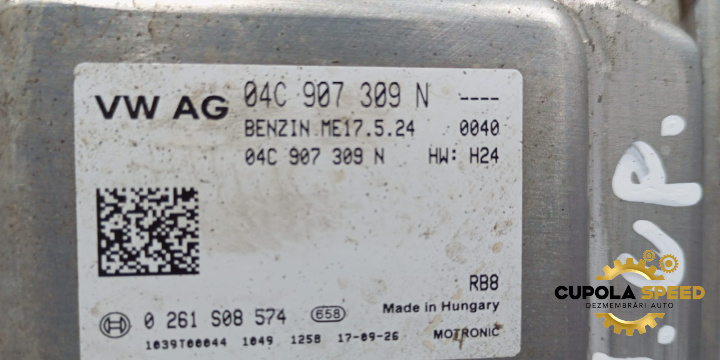 VW AG 04C 907 309 N ----
BENZIN ME17.5.24 0040
04C 907 309 N HW: H24
RB8
0 261 S08 574 658 Made in Hungary
1039T00044 1049 1258 17-09-26 MOTRONIC
UP.
CUPOLA SPEED
DEZMEMBRĂRI AUTO